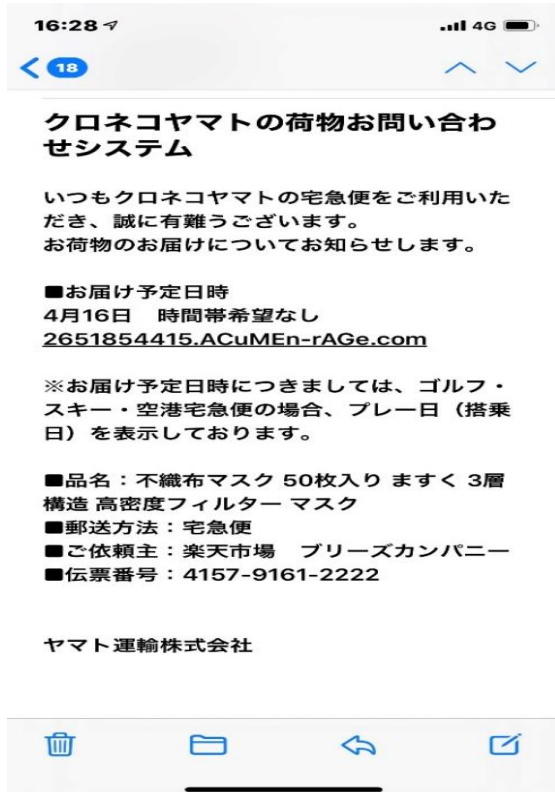 16:28
4G
18
クロネコヤマトの荷物お問い合わ
せシステム
いつもクロネコヤマトの宅急便をご利用いた
だき、誠に有難うございます。
お荷物のお届けについてお知らせします。
■お届け予定日時
4月16日　時間帯希望なし
2651854415.ACuMEn-rAGe.com
※お届け予定日時につきましては、ゴルフ・
スキー・空港宅急便の場合、プレー日（搭乗
日）を表示しております。
■品名：不織布マスク 50枚入り ますく 3層
構造 高密度フィルター マスク
■郵送方法：宅急便
■ご依頼主：楽天市場　ブリーズカンパニー
■伝票番号：4157-9161-2222
ヤマト運輸株式会社